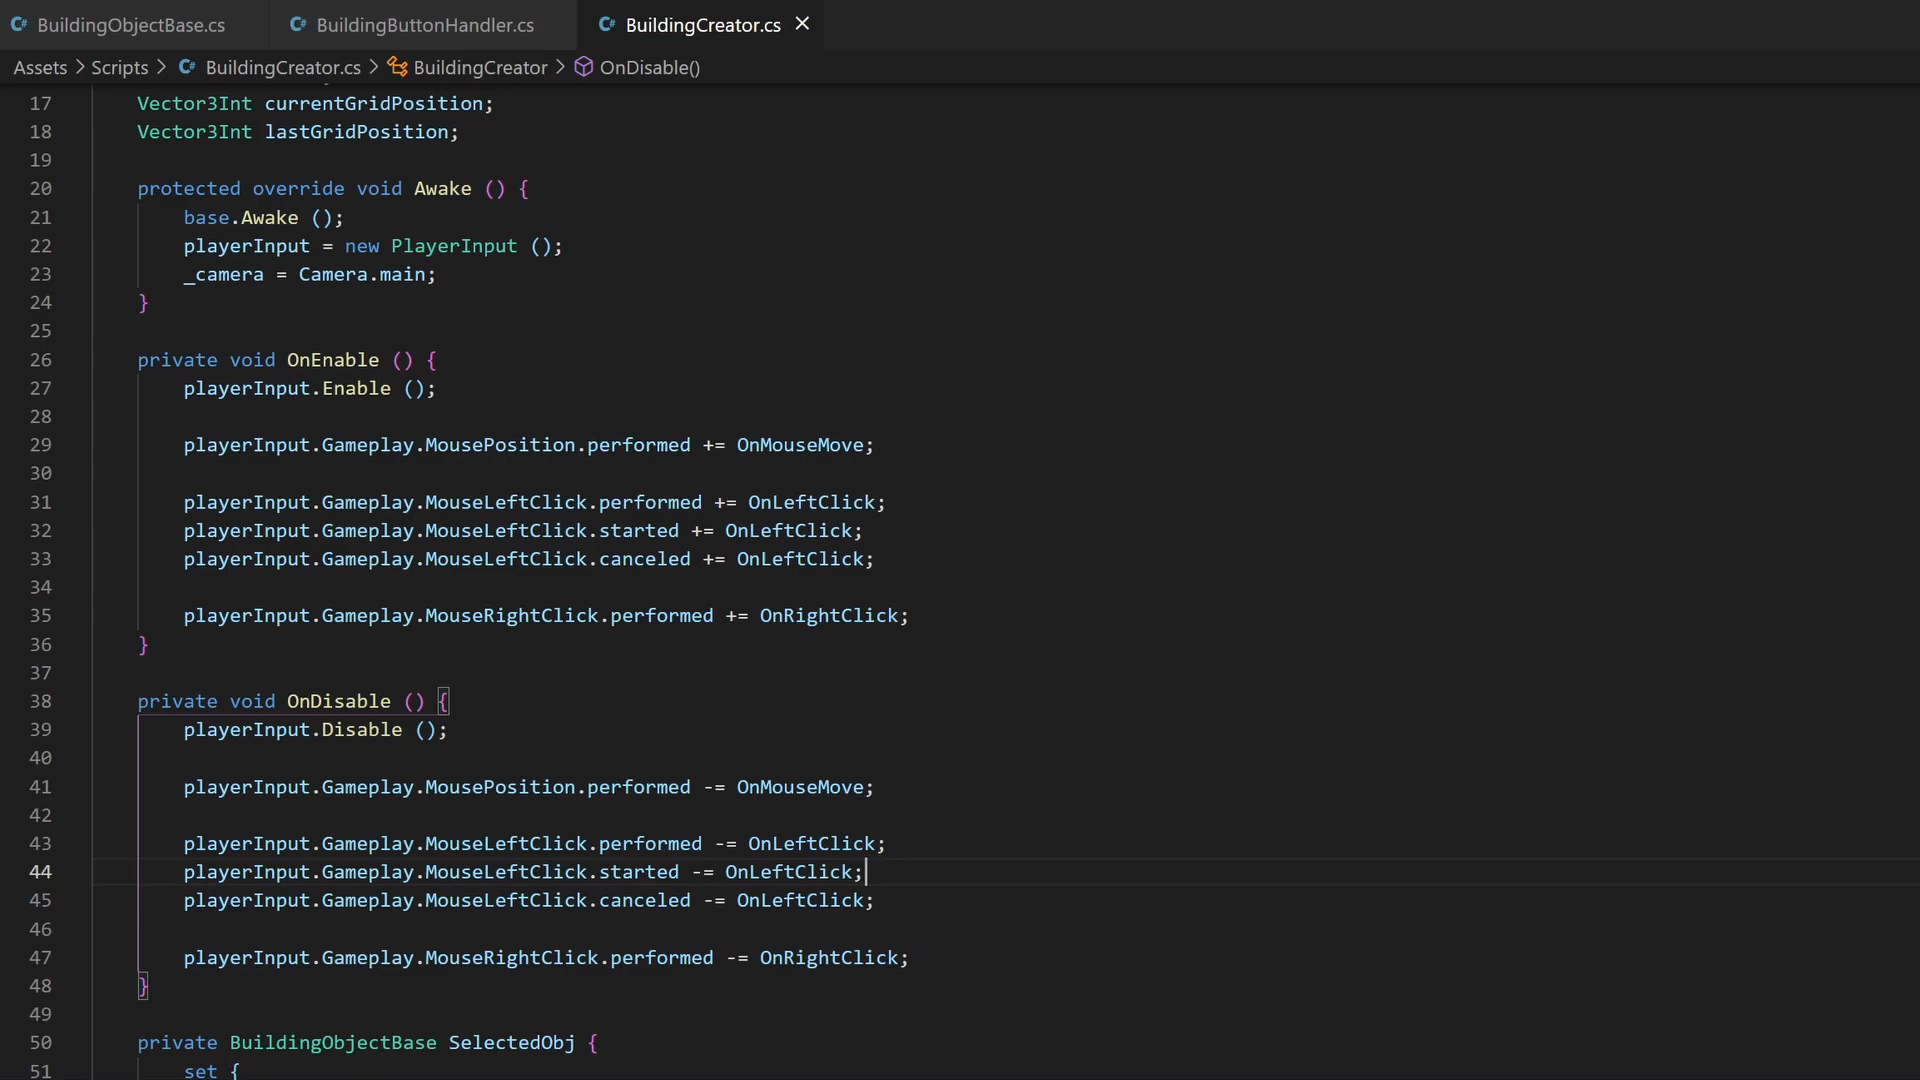 BuildingObjectBase.cs
BuildingButtonHandler.cs
BuildingCreator.cs
Assets > Scripts > BuildingCreator.cs > BuildingCreator > OnDisable()
17 Vector3Int currentGridPosition;
18 Vector3Int lastGridPosition;
19
20 protected override void Awake () {
21 base.Awake ();
22 playerInput = new PlayerInput ();
23 _camera = Camera.main;
24 }
25
26 private void OnEnable () {
27 playerInput.Enable ();
28
29 playerInput.Gameplay.MousePosition.performed += OnMouseMove;
30
31 playerInput.Gameplay.MouseLeftClick.performed += OnLeftClick;
32 playerInput.Gameplay.MouseLeftClick.started += OnLeftClick;
33 playerInput.Gameplay.MouseLeftClick.canceled += OnLeftClick;
34
35 playerInput.Gameplay.MouseRightClick.performed += OnRightClick;
36 }
37
38 private void OnDisable () {
39 playerInput.Disable ();
40
41 playerInput.Gameplay.MousePosition.performed -= OnMouseMove;
42
43 playerInput.Gameplay.MouseLeftClick.performed -= OnLeftClick;
44 playerInput.Gameplay.MouseLeftClick.started -= OnLeftClick;
45 playerInput.Gameplay.MouseLeftClick.canceled -= OnLeftClick;
46
47 playerInput.Gameplay.MouseRightClick.performed -= OnRightClick;
48 }
49
50 private BuildingObjectBase SelectedObj {
51 set {